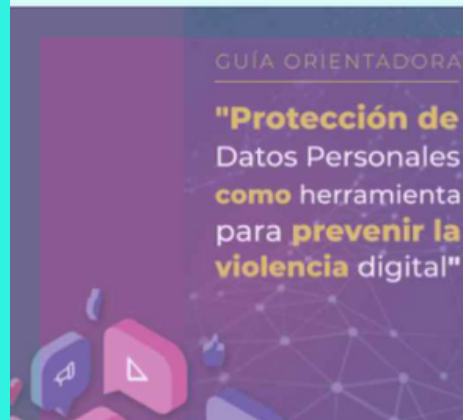 GUÍA ORIENTADORA
"Protección de
Datos Personales
como herramienta
para prevenir la
violencia digital"